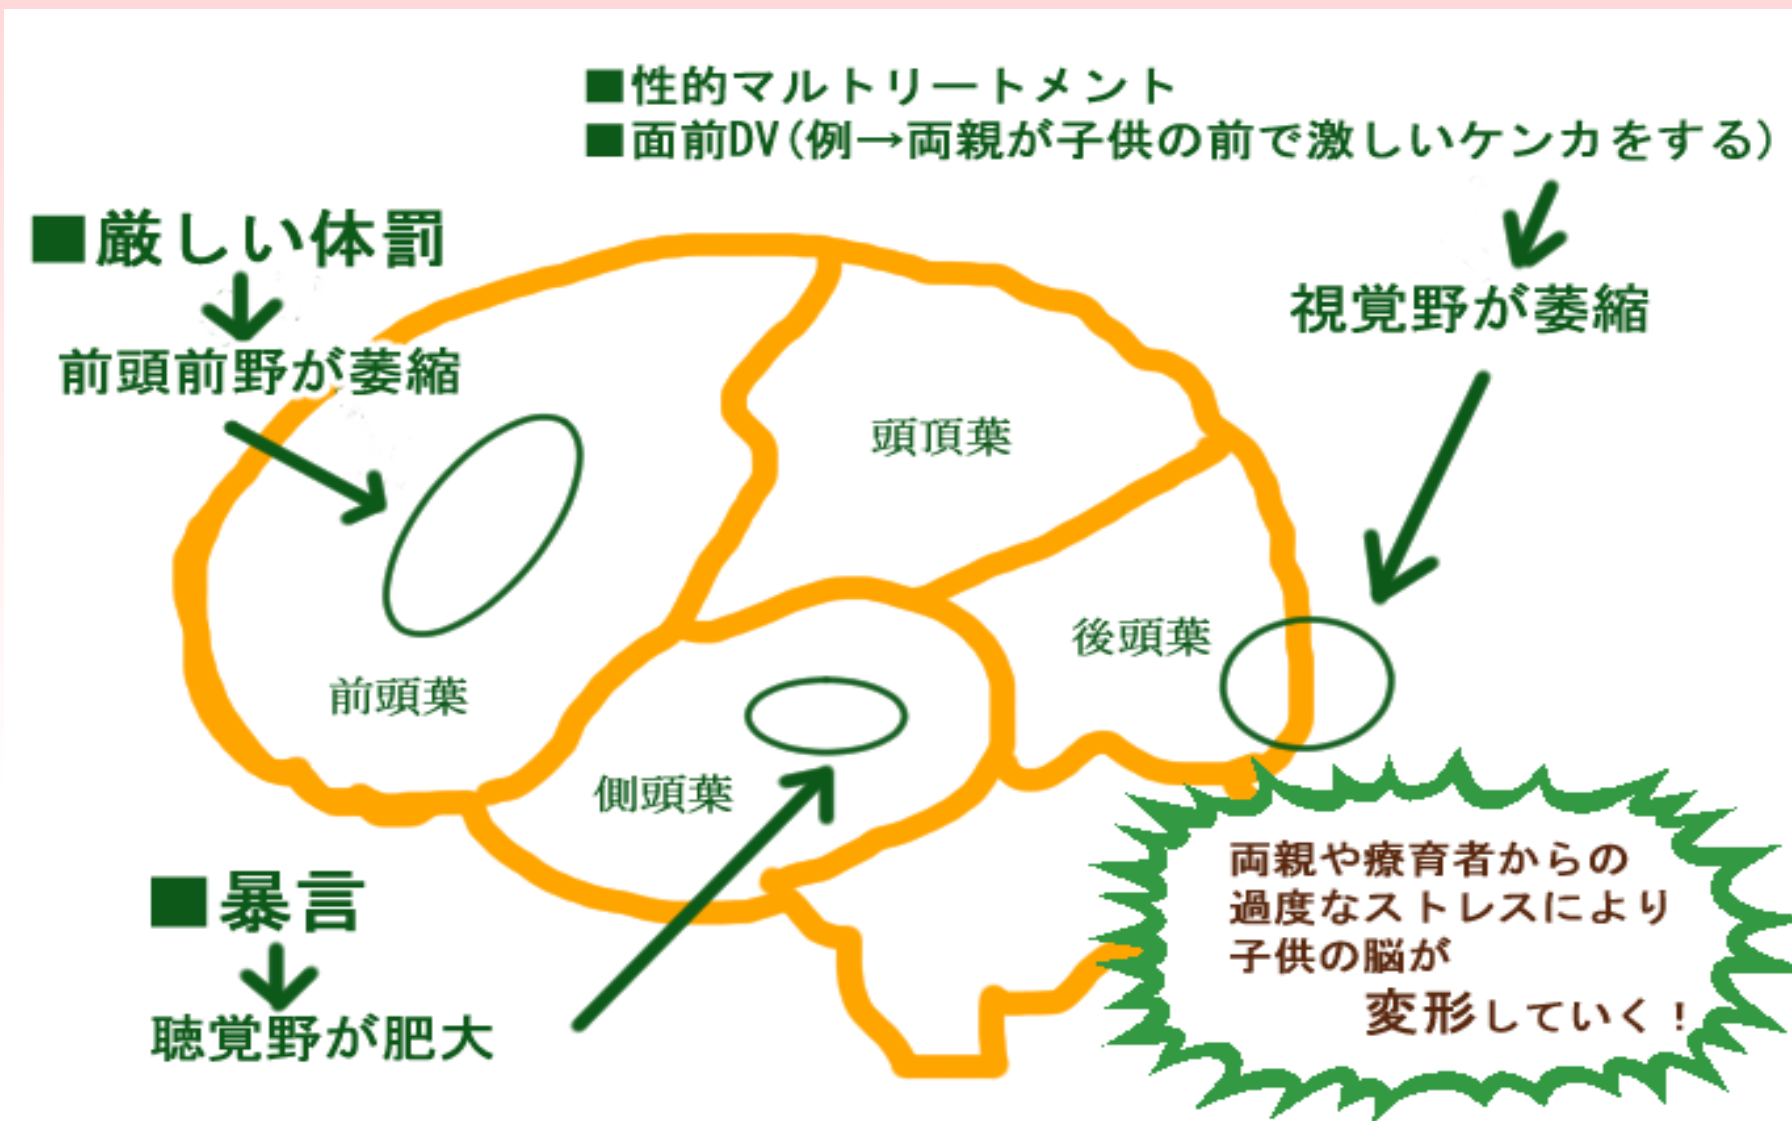 ■性的マルトリートメント
■面前DV(例→両親が子供の前で激しいケンカをする)
視覚野が萎縮
■厳しい体罰
前頭前野が萎縮
頭頂葉
後頭葉
前頭葉
側頭葉
■暴言
聴覚野が肥大
両親や療育者からの
過度なストレスにより
子供の脳が
変形していく!